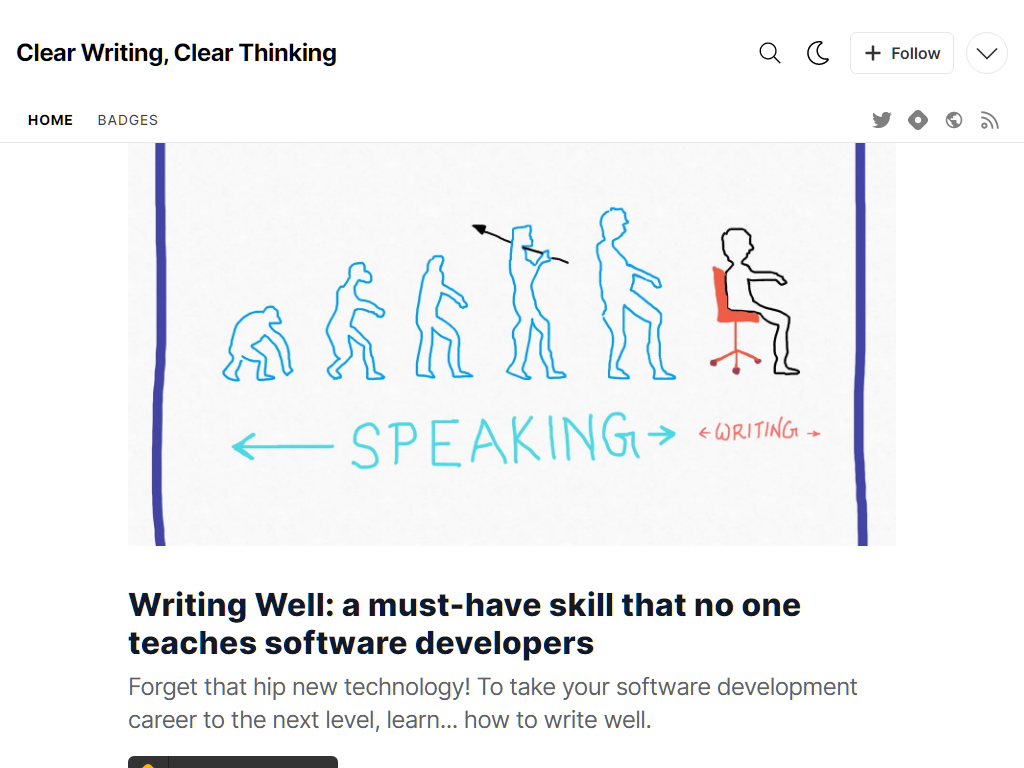 Clear Writing, Clear Thinking
Follow
HOME BADGES
SPEAKING WRITING
Writing Well: a must-have skill that no one
teaches software developers
Forget that hip new technology! To take your software development
career to the next level, learn... how to write well.